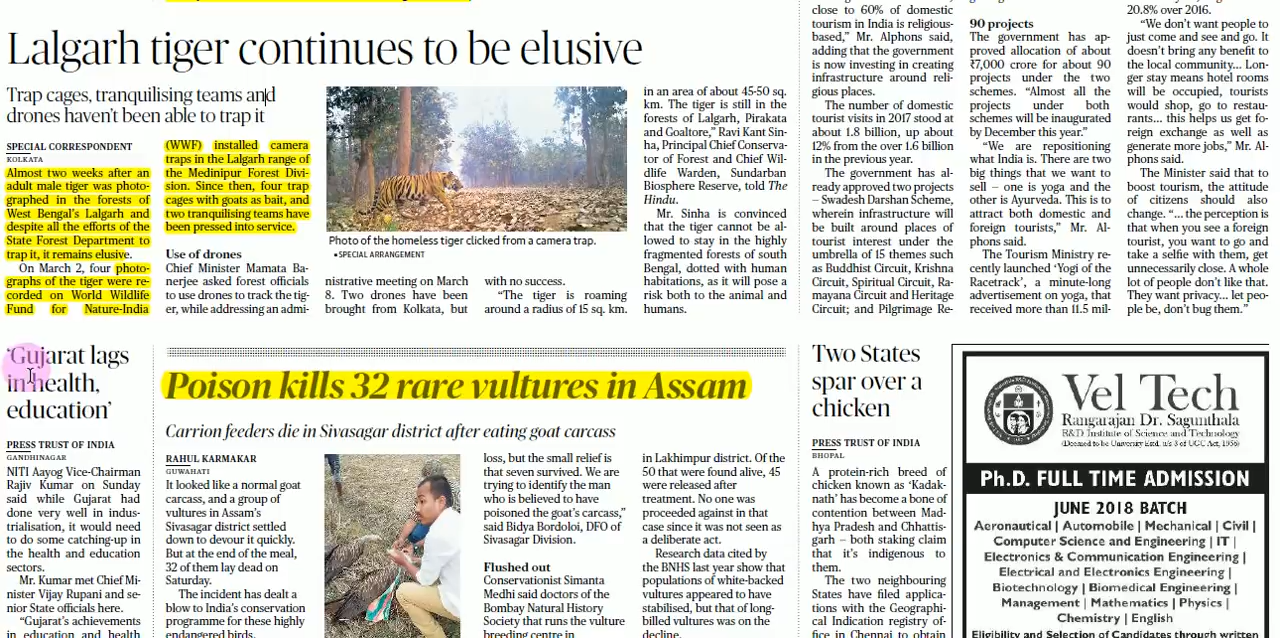 Lalgarh tiger continues to be elusive
Trap cages, tranquilising teams and
drones haven't been able to trap it
SPECIAL CORRESPONDENT
KOLKATA
Almost two weeks after an
adult male tiger was photo-
graphed in the forests of
West Bengal's Lalgarh and
despite all the efforts of the
State Forest Department to
trap it, it remains elusive.
On March 2, four photo-
graphs of the tiger were re-
corded on World Wildlife
Fund for Nature-India
(WWF) installed camera
traps in the Lalgarh range of
the Medinipur Forest Divi-
sion. Since then, four trap
cages with goats as bait, and
two tranquilising teams have
been pressed into service.
Use of drones
Chief Minister Mamata Ba-
nerjee asked forest officials
to use drones to track the tig-
er, while addressing an admi-
Photo of the homeless tiger clicked from a camera trap.
•SPECIAL ARRANGEMENT
nistrative meeting on March
8. Two drones have been
brought from Kolkata, but
with no success.
"The tiger is roaming
around a radius of 15 sq. km.
in an area of about 45-50 sq.
km. The tiger is still in the
forests of Lalgarh, Pirakata
and Goaltore," Ravi Kant Sin-
ha, Principal Chief Conserva-
tor of Forest and Chief Wil-
dlife Warden, Sundarban
Biosphere Reserve, told The
Hindu.
Mr. Sinha is convinced
that the tiger cannot be al-
lowed to stay in the highly
fragmented forests of south
Bengal, dotted with human
habitations, as it will pose a
risk both to the animal and
humans.
close to 60% of domestic
tourism in India is religious-
based," Mr. Alphons said,
adding that the government
is now investing in creating
infrastructure around reli-
gious places.
The number of domestic
tourist visits in 2017 stood at
about 1.8 billion, up about
12% from the over 1.6 billion
in the previous year.
The government has al-
ready approved two projects
– Swadesh Darshan Scheme,
wherein infrastructure will
be built around places of
tourist interest under the
umbrella of 15 themes such
as Buddhist Circuit, Krishna
Circuit, Spiritual Circuit, Ra-
mayana Circuit and Heritage
Circuit; and Pilgrimage Re-
90 projects
The government has ap-
proved allocation of about
₹7,000 crore for about 90
projects under the two
schemes. "Almost all the
projects under both
schemes will be inaugurated
by December this year."
"We are repositioning
what India is. There are two
big things that we want to
sell – one is yoga and the
other is Ayurveda. This is to
attract both domestic and
foreign tourists," Mr. Al-
phons said.
The Tourism Ministry re-
cently launched 'Yogi of the
Racetrack', a minute-long
advertisement on yoga, that
received more than 11.5 mil-
20.8% over 2016.
"We don't want people to
just come and see and go. It
doesn't bring any benefit to
the local community... Lon-
ger stay means hotel rooms
will be occupied, tourists
would shop, go to restau-
rants... this helps us get fo-
reign exchange as well as
generate more jobs," Mr. Al-
phons said.
The Minister said that to
boost tourism, the attitude
of citizens should also
change. "... the perception is
that when you see a foreign
tourist, you want to go and
take a selfie with them, get
unnecessarily close. A whole
lot of people don't like that.
They want privacy... let peo-
ple be, don't bug them."
'Gujarat lags
in health,
education'
PRESS TRUST OF INDIA
GANDHINAGAR
NITI Aayog Vice-Chairman
Rajiv Kumar on Sunday
said while Gujarat had
done very well in indus-
trialisation, it would need
to do some catching-up in
the health and education
sectors.
Mr. Kumar met Chief Mi-
nister Vijay Rupani and se-
nior State officials here.
"Gujarat's achievements
in education and health
Poison kills 32 rare vultures in Assam
Carrion feeders die in Sivasagar district after eating goat carcass
RAHUL KARMAKAR
GUWAHATI
It looked like a normal goat
carcass, and a group of
vultures in Assam's
Sivasagar district settled
down to devour it quickly.
But at the end of the meal,
32 of them lay dead on
Saturday.
The incident has dealt a
blow to India's conservation
programme for these highly
endangered birds.
loss, but the small relief is
that seven survived. We are
trying to identify the man
who is believed to have
poisoned the goat's carcass,"
said Bidya Bordoloi, DFO of
Sivasagar Division.
Flushed out
Conservationist Simanta
Medhi said doctors of the
Bombay Natural History
Society that runs the vulture
breeding centre in
in Lakhimpur district. Of the
50 that were found alive, 45
were released after
treatment. No one was
proceeded against in that
case since it was not seen as
a deliberate act.
Research data cited by
the BNHS last year show that
populations of white-backed
vultures appeared to have
stabilised, but that of long-
billed vultures was on the
decline.
Two States
spar over a
chicken
PRESS TRUST OF INDIA
BHOPAL
A protein-rich breed of
chicken known as 'Kadak-
nath' has become a bone of
contention between Mad-
hya Pradesh and Chhattis-
garh – both staking claim
that it's indigenous to
them.
The two neighbouring
States have filed applica-
tions with the Geographi-
cal Indication registry of-
fice in Chennai to obtain
Vel Tech
Rangarajan Dr. Sagunthala
R&D Institute of Science and Technology
(Deemed to be University Estd. u/s 3 of UGC Act, 1956)
Ph.D. FULL TIME ADMISSION
JUNE 2018 BATCH
Aeronautical | Automobile | Mechanical | Civil |
Computer Science and Engineering | IT |
Electronics & Communication Engineering |
Electrical and Electronics Engineering |
Biotechnology | Biomedical Engineering |
Management | Mathematics | Physics |
Chemistry | English
Eligibility and Selection of Candidates through written